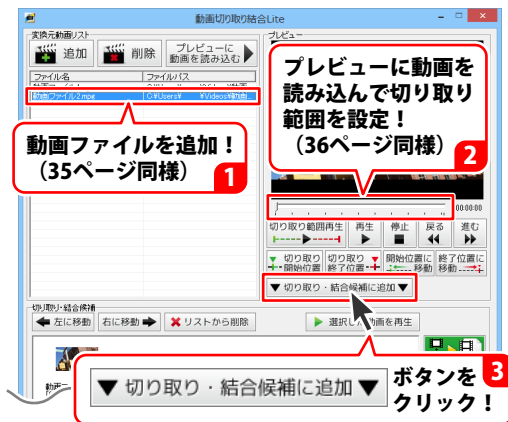 動画切り取り結合Lite
変換元動画リスト
追加
削除
プレビューに
動画を読み込む
ファイル名
ファイルパス
動画ファイル2.mpg
C:¥Users¥
¥Videos¥動画...
動画ファイルを追加！
（35ページ同様）
1
プレビュー
プレビューに動画を
読み込んで切り取り
範囲を設定！
（36ページ同様）
2
00:00:00
切り取り範囲再生
再生
停止
戻る
進む
切り取り
開始位置
切り取り
終了位置
開始位置に
移動
終了位置に
移動
▼ 切り取り・結合候補に追加 ▼
切り取り・結合候補
左に移動
右に移動
リストから削除
▼ 切り取り・結合候補に追加 ▼
ボタンを
クリック！
3